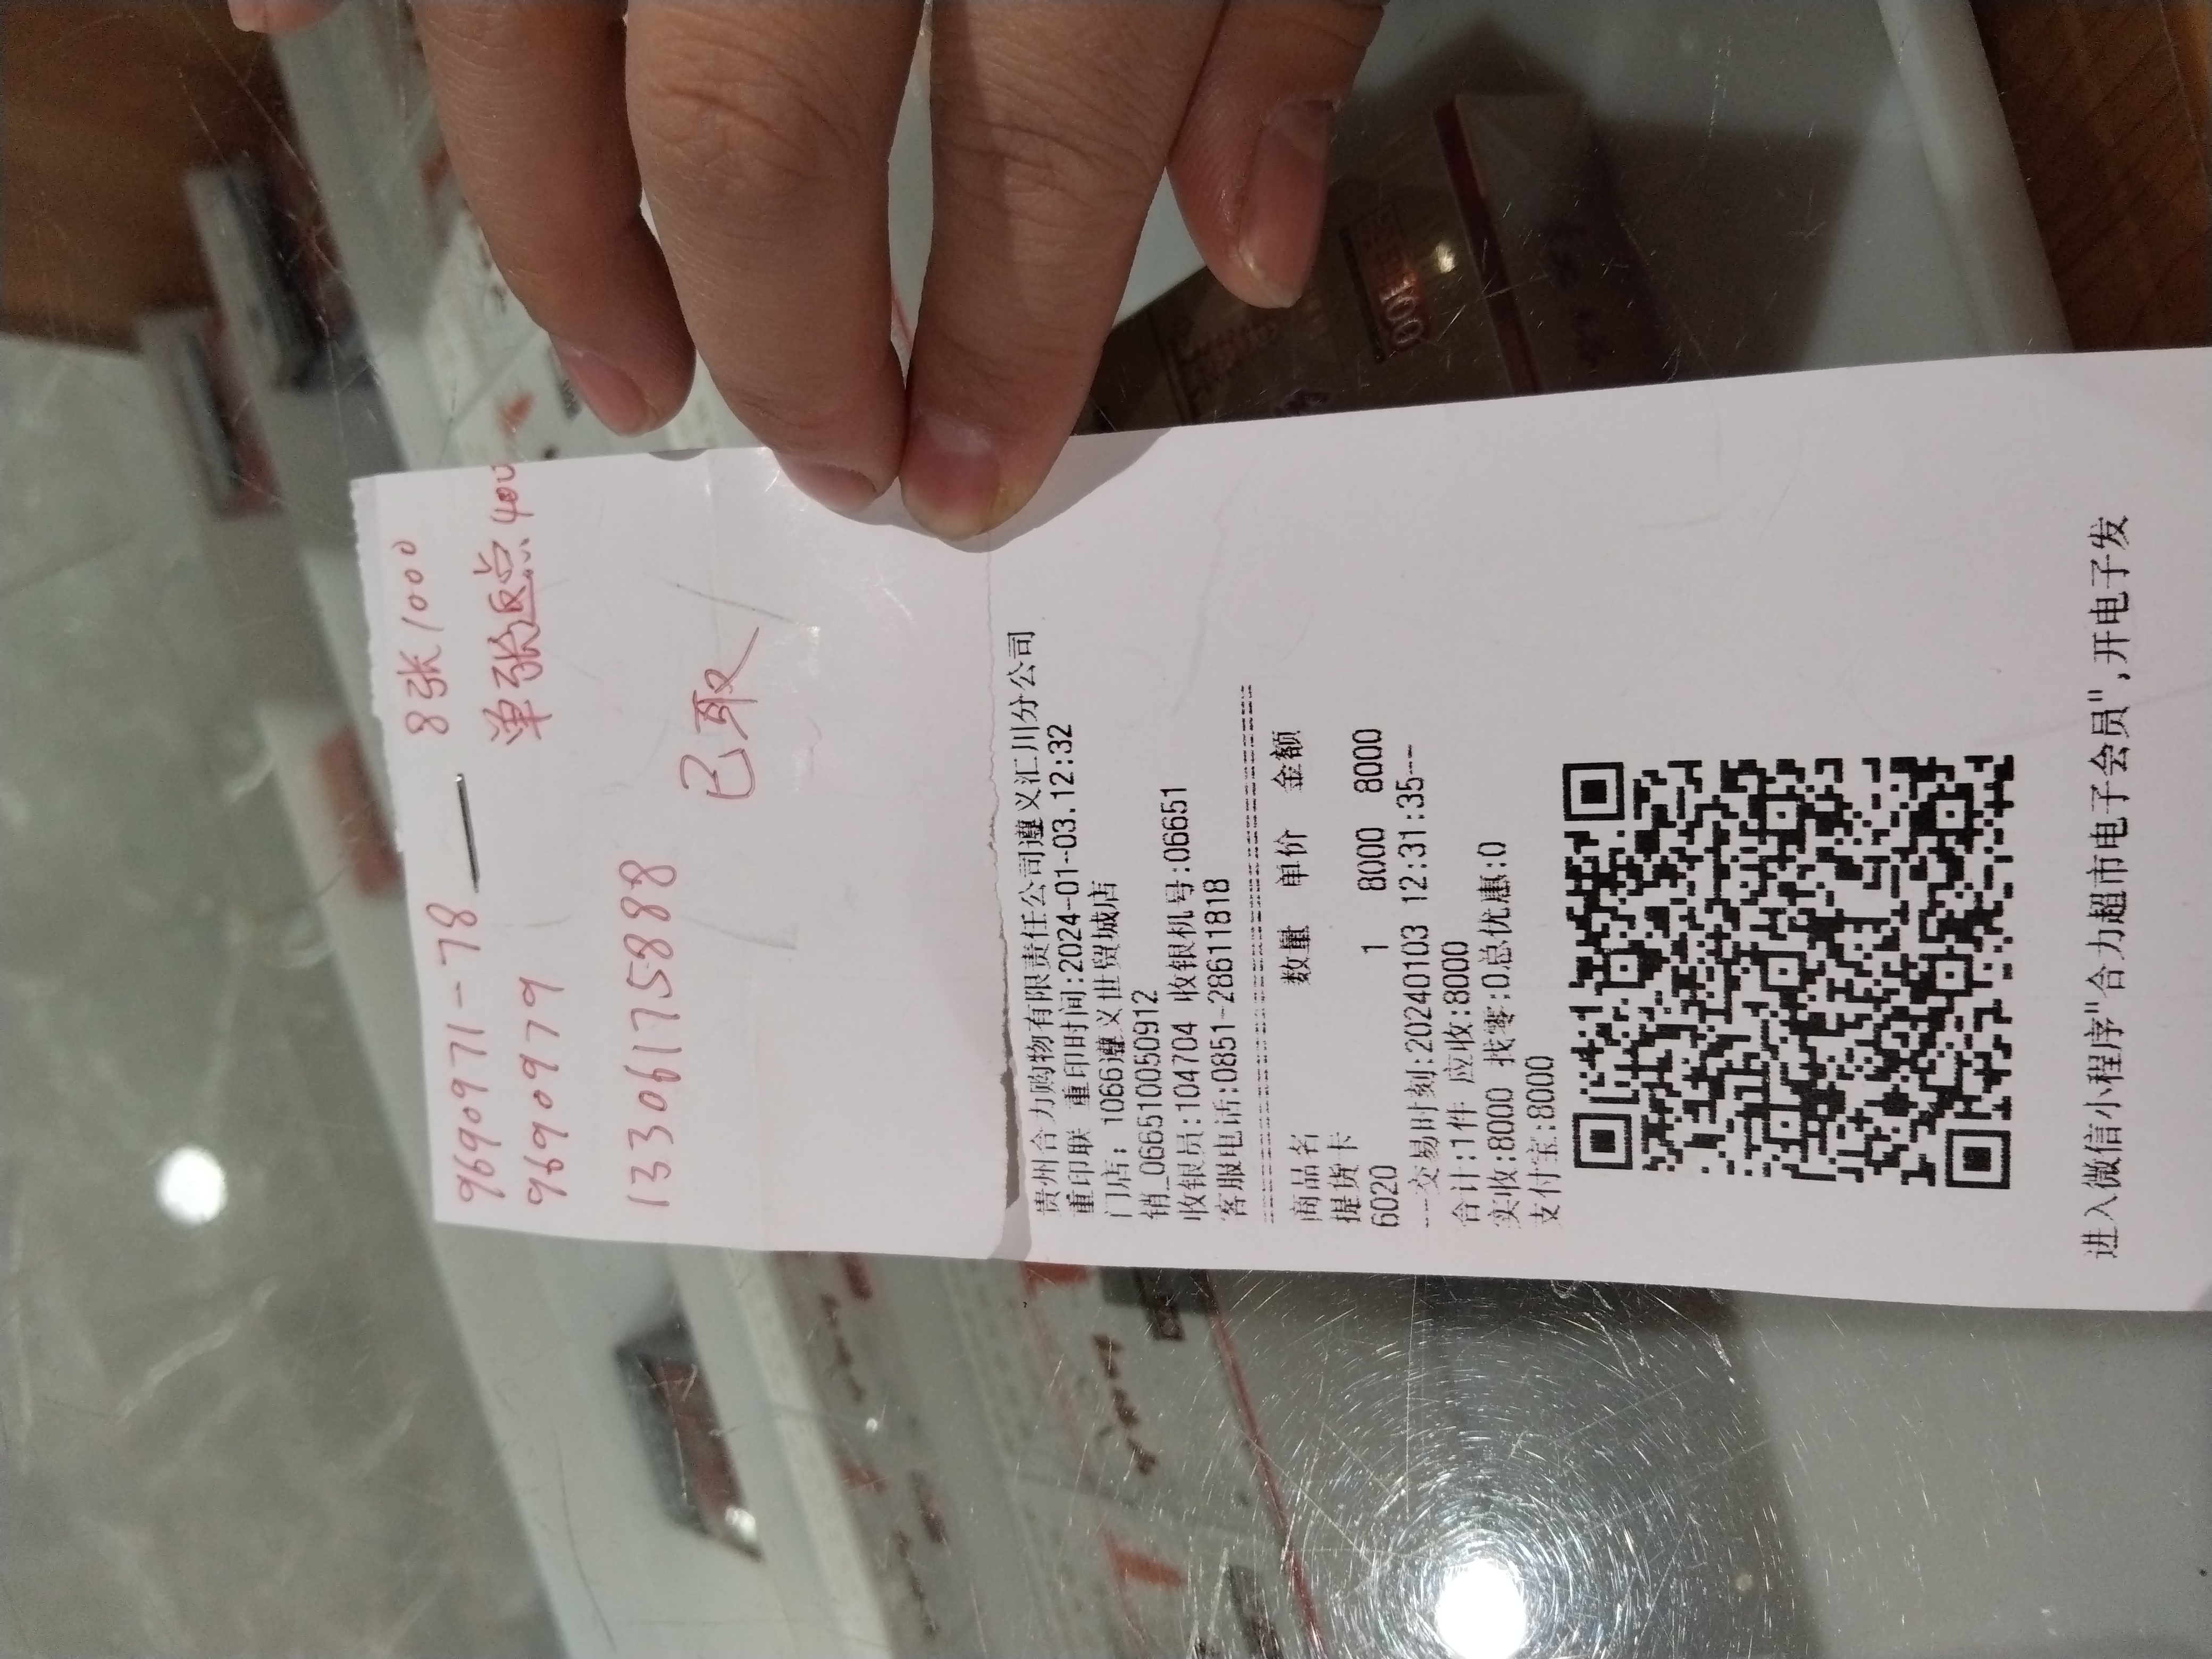 9690971-78 — 8张1000
9690979 单张返点400
13306175888
已取
贵州合力购物有限责任公司遵义汇川分公司
重印联 重印时间:2024-01-03.12:32
门店: 1066遵义世贸城店
销_066510050912
收银员:104704 收银机号:06651
客服电话:0851-28611818
商品名 数量 单价 金额
提货卡
6020 1 8000 8000
---交易时刻:20240103 12:31:35---
合计:1件 应收:8000
实收:8000 找零:0总优惠:0
支付宝:8000
进入微信小程序"合力超市电子会员",开电子发